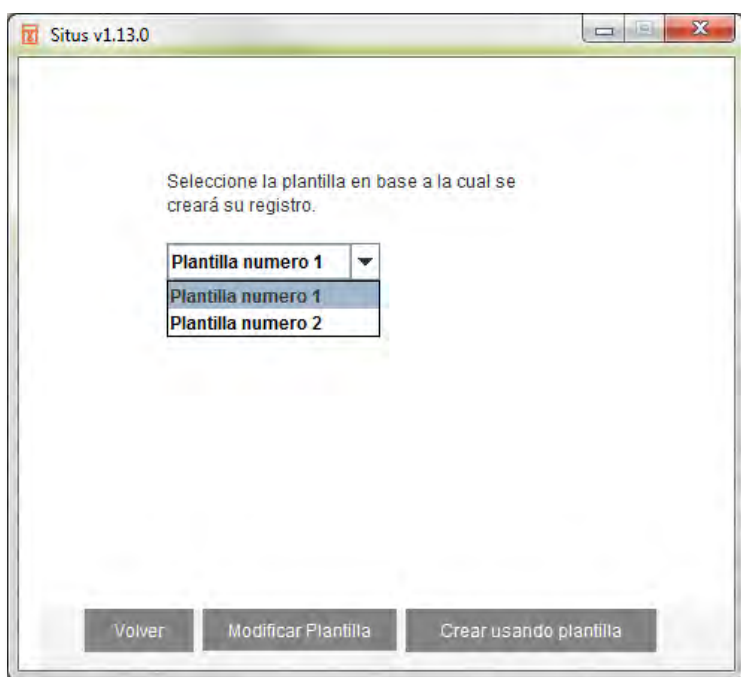 Situs v1.13.0
Seleccione la plantilla en base a la cual se
creará su registro.
Plantilla numero 1
Plantilla numero 1
Plantilla numero 2
Volver
Modificar Plantilla
Crear usando plantilla